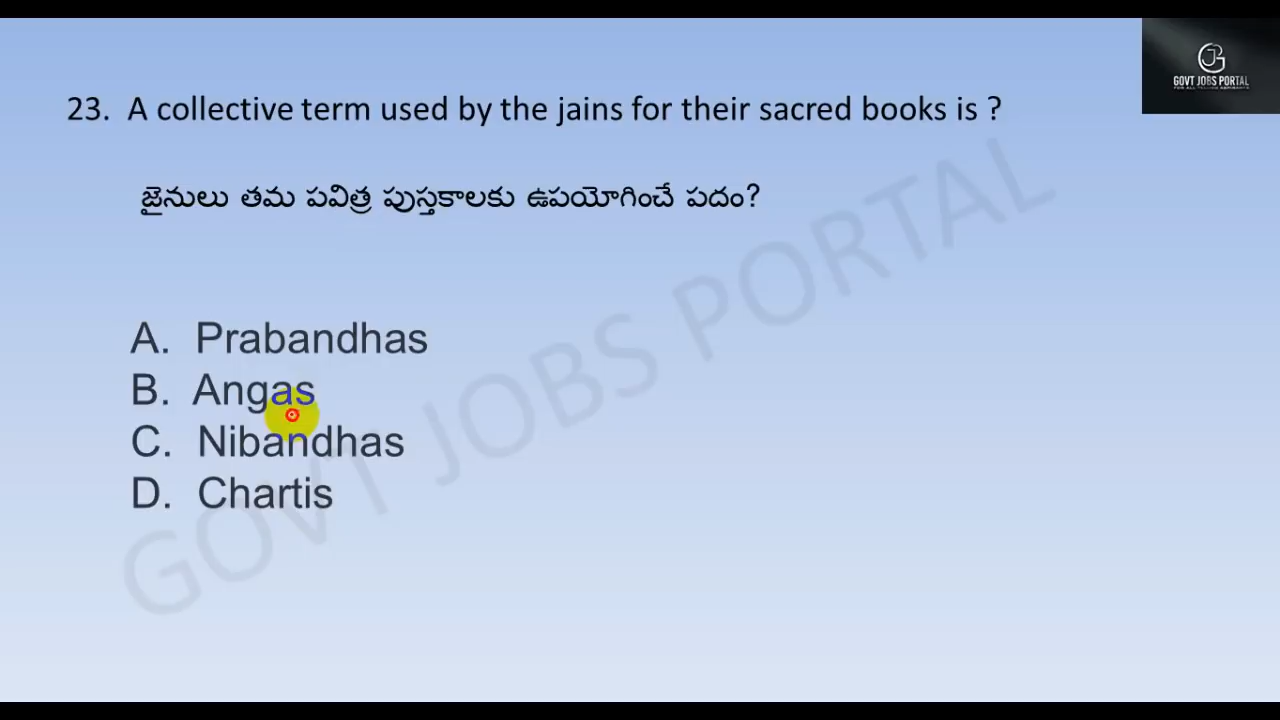 GOVT JOBS PORTAL
23. A collective term used by the jains for their sacred books is ?
జైనులు తమ పవిత్ర పుస్తకాలకు ఉపయోగించే పదం?
A. Prabandhas
B. Angas
C. Nibandhas
D. Chartis
GOVT JOBS PORTAL